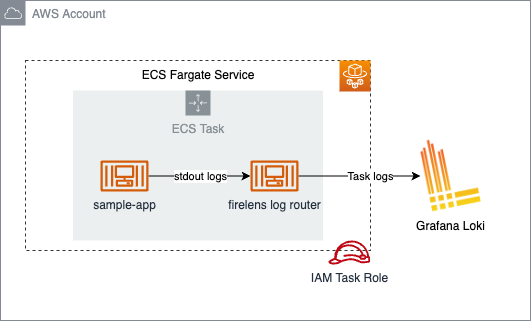 AWS Account
ECS Fargate Service
ECS Task
stdout logs
Task logs
sample-app
firelens log router
Grafana Loki
IAM Task Role